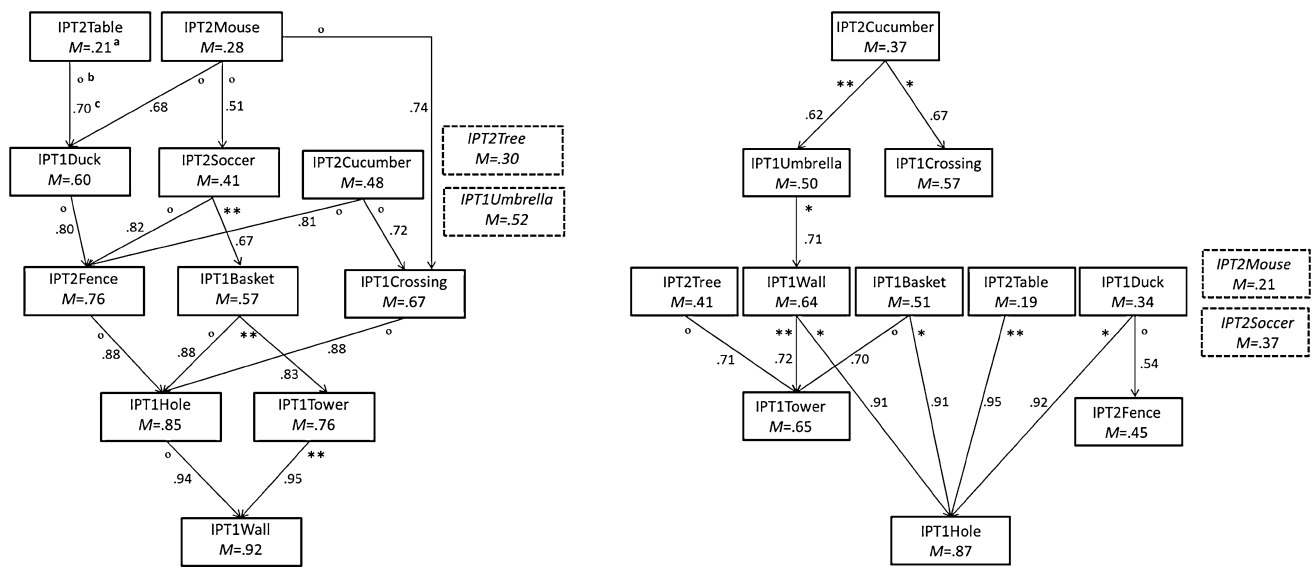 IPT2Table
M=.21 a
IPT2Mouse
M=.28
o
o b
.70 c
o
.68
o
.51
.74
IPT1Duck
M=.60
IPT2Soccer
M=.41
IPT2Cucumber
M=.48
IPT2Tree
M=.30
IPT1Umbrella
M=.52
o
.80
o
.82
**
.67
o
.81
o
.72
IPT2Fence
M=.76
IPT1Basket
M=.57
IPT1Crossing
M=.67
o
.88
o
.88
**
.83
o
.88
IPT1Hole
M=.85
IPT1Tower
M=.76
o
.94
**
.95
IPT1Wall
M=.92
IPT2Cucumber
M=.37
**
.62
*
.67
IPT1Umbrella
M=.50
IPT1Crossing
M=.57
*
.71
IPT2Tree
M=.41
IPT1Wall
M=.64
IPT1Basket
M=.51
IPT2Table
M=.19
IPT1Duck
M=.34
IPT2Mouse
M=.21
IPT2Soccer
M=.37
o
.71
**
.72
*
.91
o
.70
*
.91
**
.95
*
.92
o
.54
IPT1Tower
M=.65
IPT2Fence
M=.45
IPT1Hole
M=.87